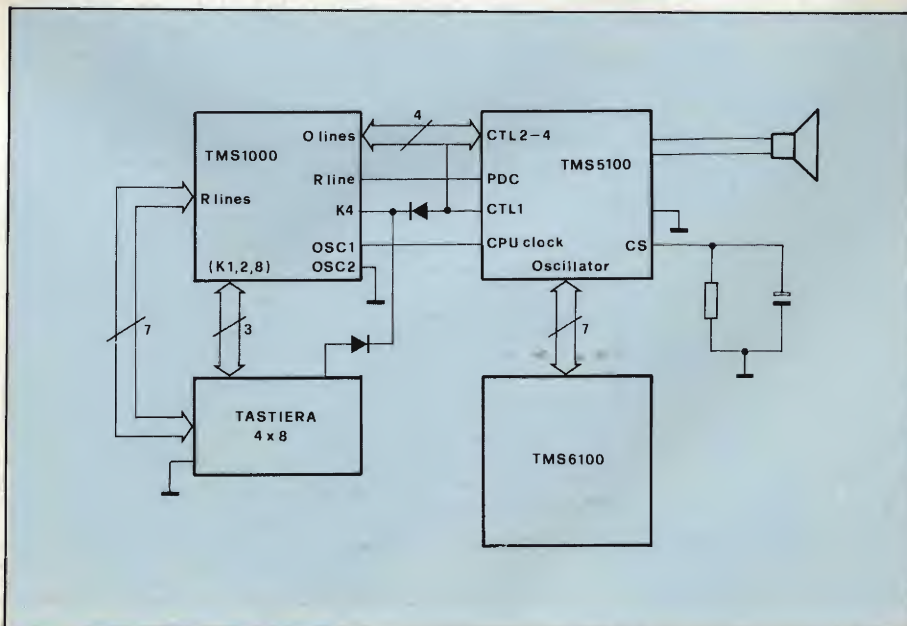 4
O lines
CTL2-4
TMS1000
TMS5100
R line
PDC
R lines
K4
CTL1
OSC1
CPU clock
CS
(K1,2,8)
OSC2
Oscillator
7
3
7
TASTIERA
4 x 8
TMS6100